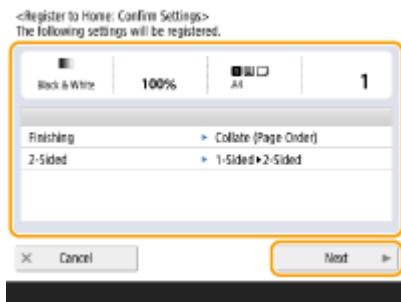 <Register to Home: Confirm Settings>
The following settings will be registered.
Black & White 100% A4 1
Finishing ▶ Collate (Page Order)
2-Sided ▶ 1-Sided▶2-Sided
× Cancel Next ▶